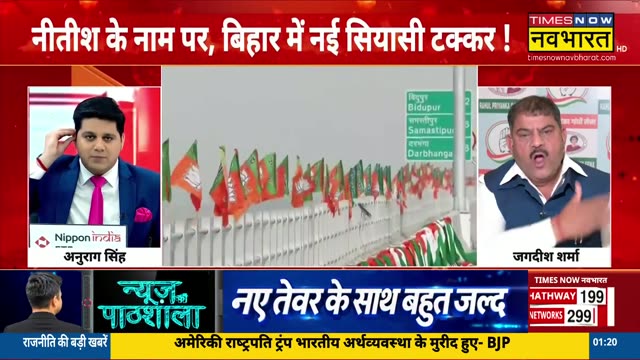 नीतीश के नाम पर, बिहार में नई सियासी टक्कर !
TIMES NOW
नवभारत
timesnownavbharat.com
HD
बिदुपुर
Bidupur
समस्तीपुर
Samastipur
दरभंगा
Darbhanga
Nippon india
अनुराग सिंह
जगदीश शर्मा
न्यूज़ की
पाठशाला
नए तेवर के साथ बहुत जल्द
TIMES NOW नवभारत
HATHWAY 199
NETWORKS 299
राजनीति की बड़ी खबरें
अमेरिकी राष्ट्रपति ट्रंप भारतीय अर्थव्यवस्था के मुरीद हुए- BJP
01:20